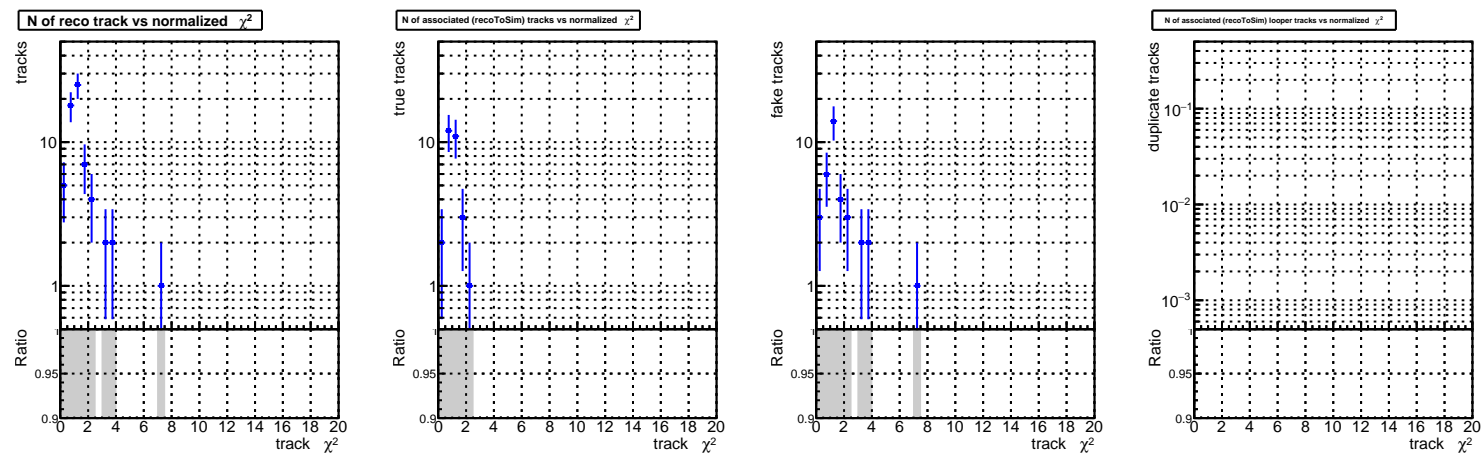 N of reco track vs normalized χ²
tracks
10
1
Ratio
1
0.95
0.9
0 2 4 6 8 10 12 14 16 18 20
track χ²
N of associated (recoToSim) tracks vs normalized χ²
true tracks
10
1
Ratio
1
0.95
0.9
0 2 4 6 8 10 12 14 16 18 20
track χ²
fake tracks
10
1
Ratio
1
0.95
0.9
0 2 4 6 8 10 12 14 16 18 20
track χ²
N of associated (recoToSim) looper tracks vs normalized χ²
duplicate tracks
10⁻¹
10⁻²
10⁻³
Ratio
1
0.95
0.9
0 2 4 6 8 10 12 14 16 18 20
track χ²